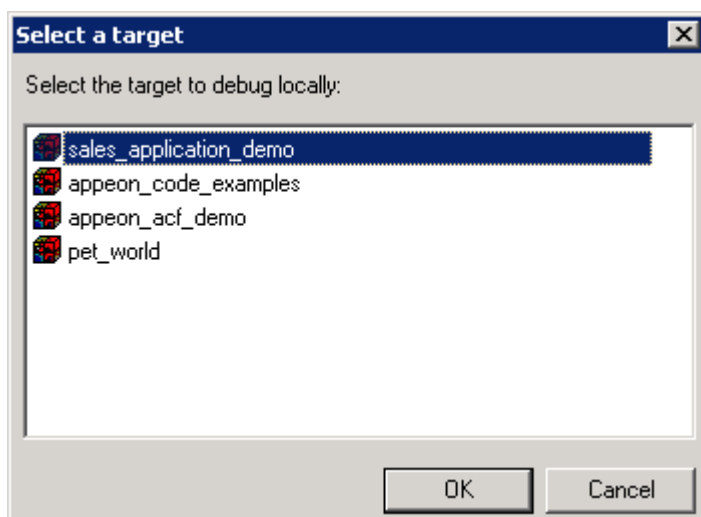 Select a target
Select the target to debug locally:
sales_application_demo
appeon_code_examples
appeon_acf_demo
pet_world
OK
Cancel